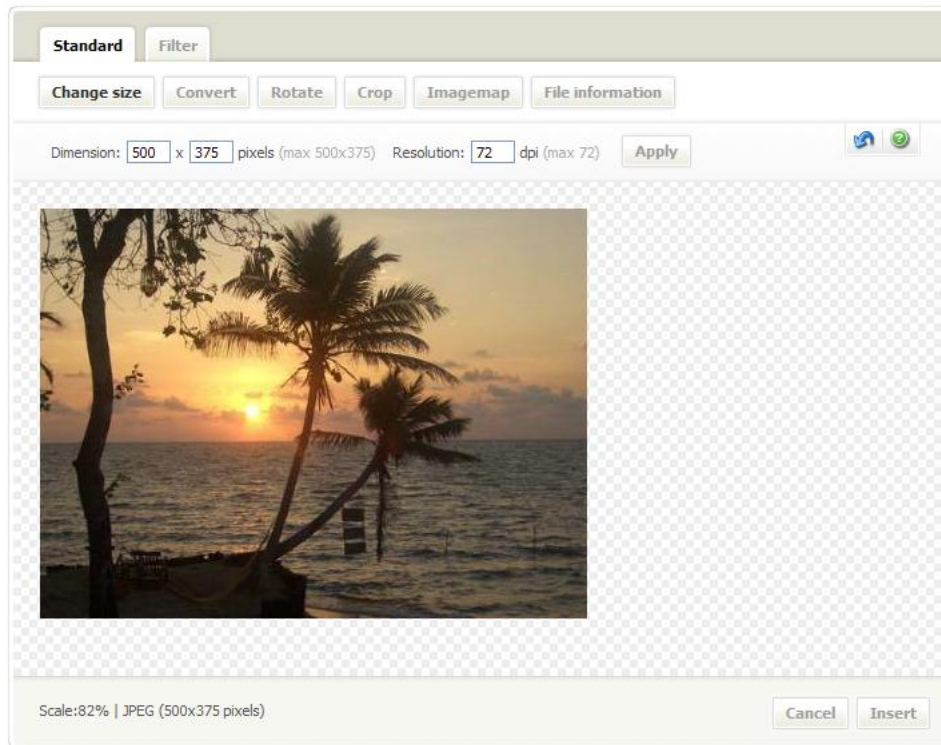 Standard Filter
Change size Convert Rotate Crop Imagemap File information
Dimension: 500 x 375 pixels (max 500x375) Resolution: 72 dpi (max 72) Apply
Scale:82% | JPEG (500x375 pixels) Cancel Insert